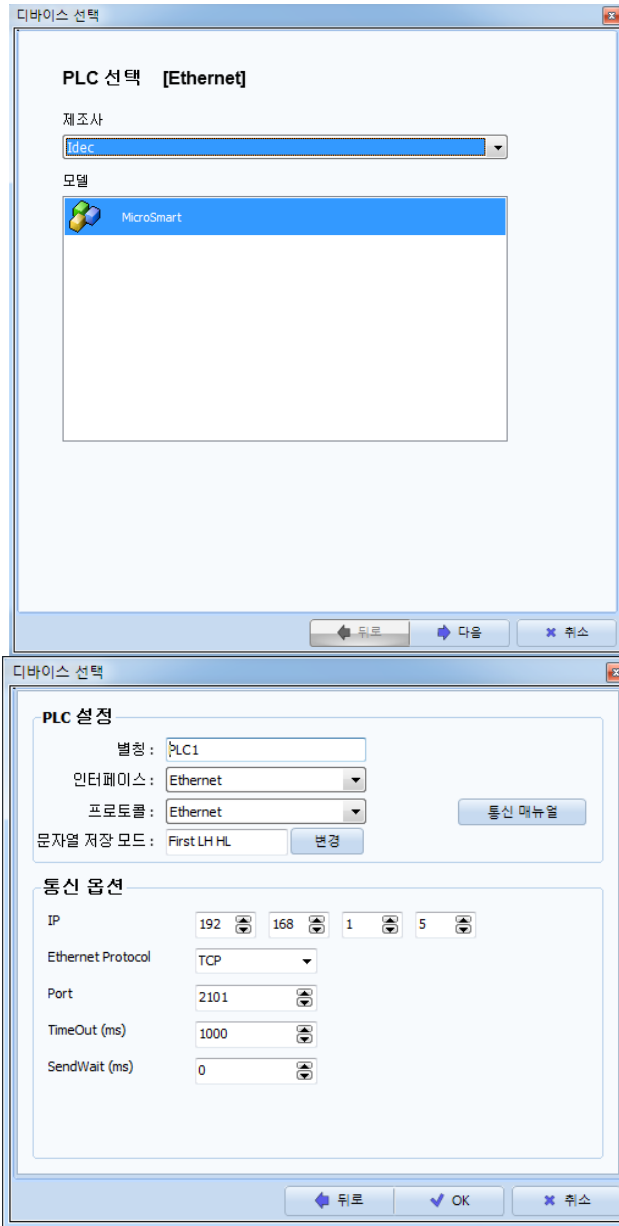 디바이스 선택
PLC 선택 [Ethernet]
제조사
Idec
모델
MicroSmart
뒤로 다음 취소
디바이스 선택
PLC 설정
별칭 : PLC1
인터페이스 : Ethernet
프로토콜 : Ethernet 통신 매뉴얼
문자열 저장 모드 : First LH HL 변경
통신 옵션
IP 192 168 1 5
Ethernet Protocol TCP
Port 2101
TimeOut (ms) 1000
SendWait (ms) 0
뒤로 OK 취소